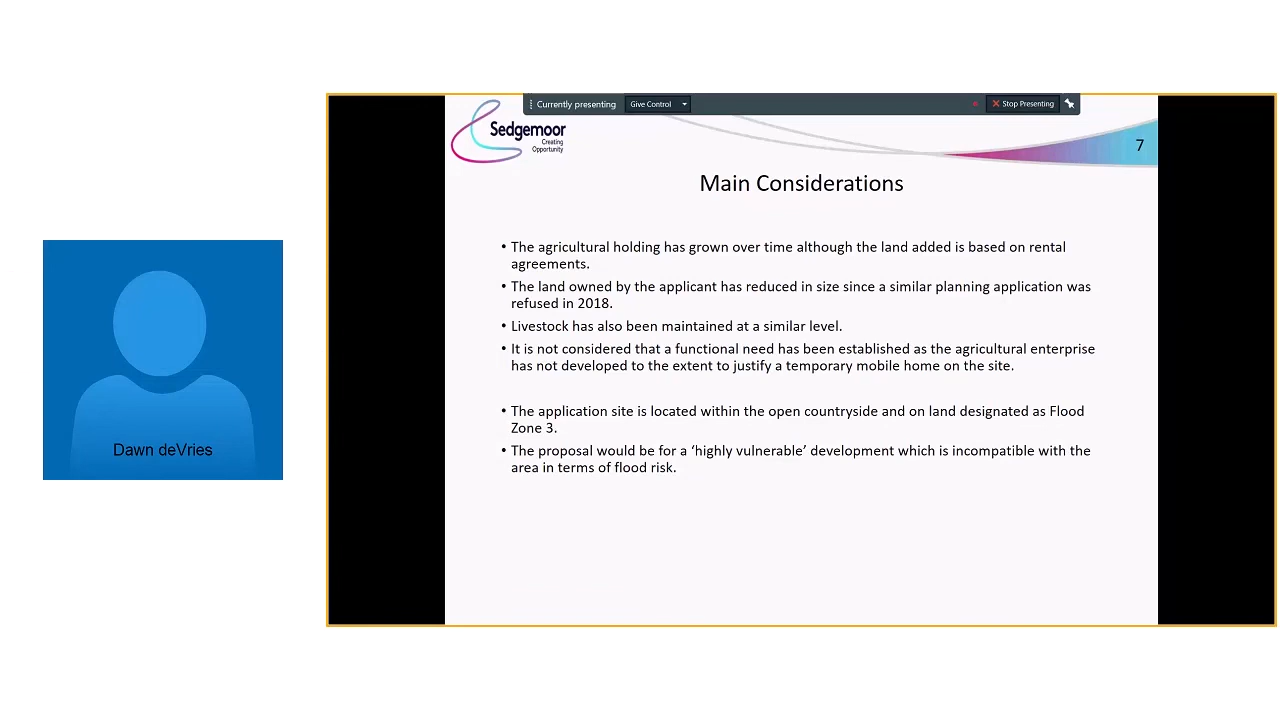 Currently presenting
Give Control
Stop Presenting
Sedgemoor
Creating
Opportunity
7
Main Considerations
• The agricultural holding has grown over time although the land added is based on rental
agreements.
• The land owned by the applicant has reduced in size since a similar planning application was
refused in 2018.
• Livestock has also been maintained at a similar level.
• It is not considered that a functional need has been established as the agricultural enterprise
has not developed to the extent to justify a temporary mobile home on the site.
• The application site is located within the open countryside and on land designated as Flood
Zone 3.
• The proposal would be for a ‘highly vulnerable’ development which is incompatible with the
area in terms of flood risk.
Dawn deVries